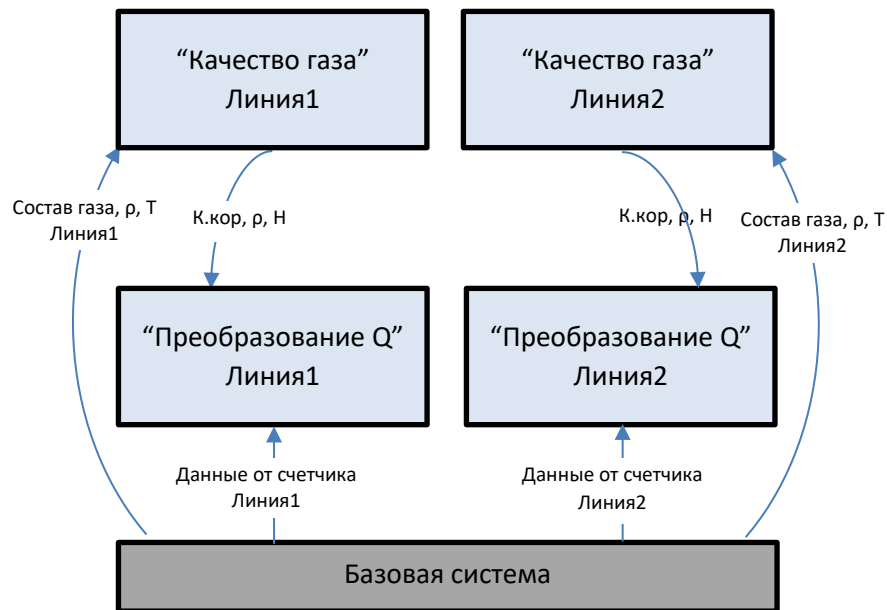 “Качество газа”
Линия1
“Качество газа”
Линия2
Состав газа, ρ, T
Линия1
К.кор, ρ, H
К.кор, ρ, H
Состав газа, ρ, T
Линия2
“Преобразование Q”
Линия1
“Преобразование Q”
Линия2
Данные от счетчика
Линия1
Данные от счетчика
Линия2
Базовая система